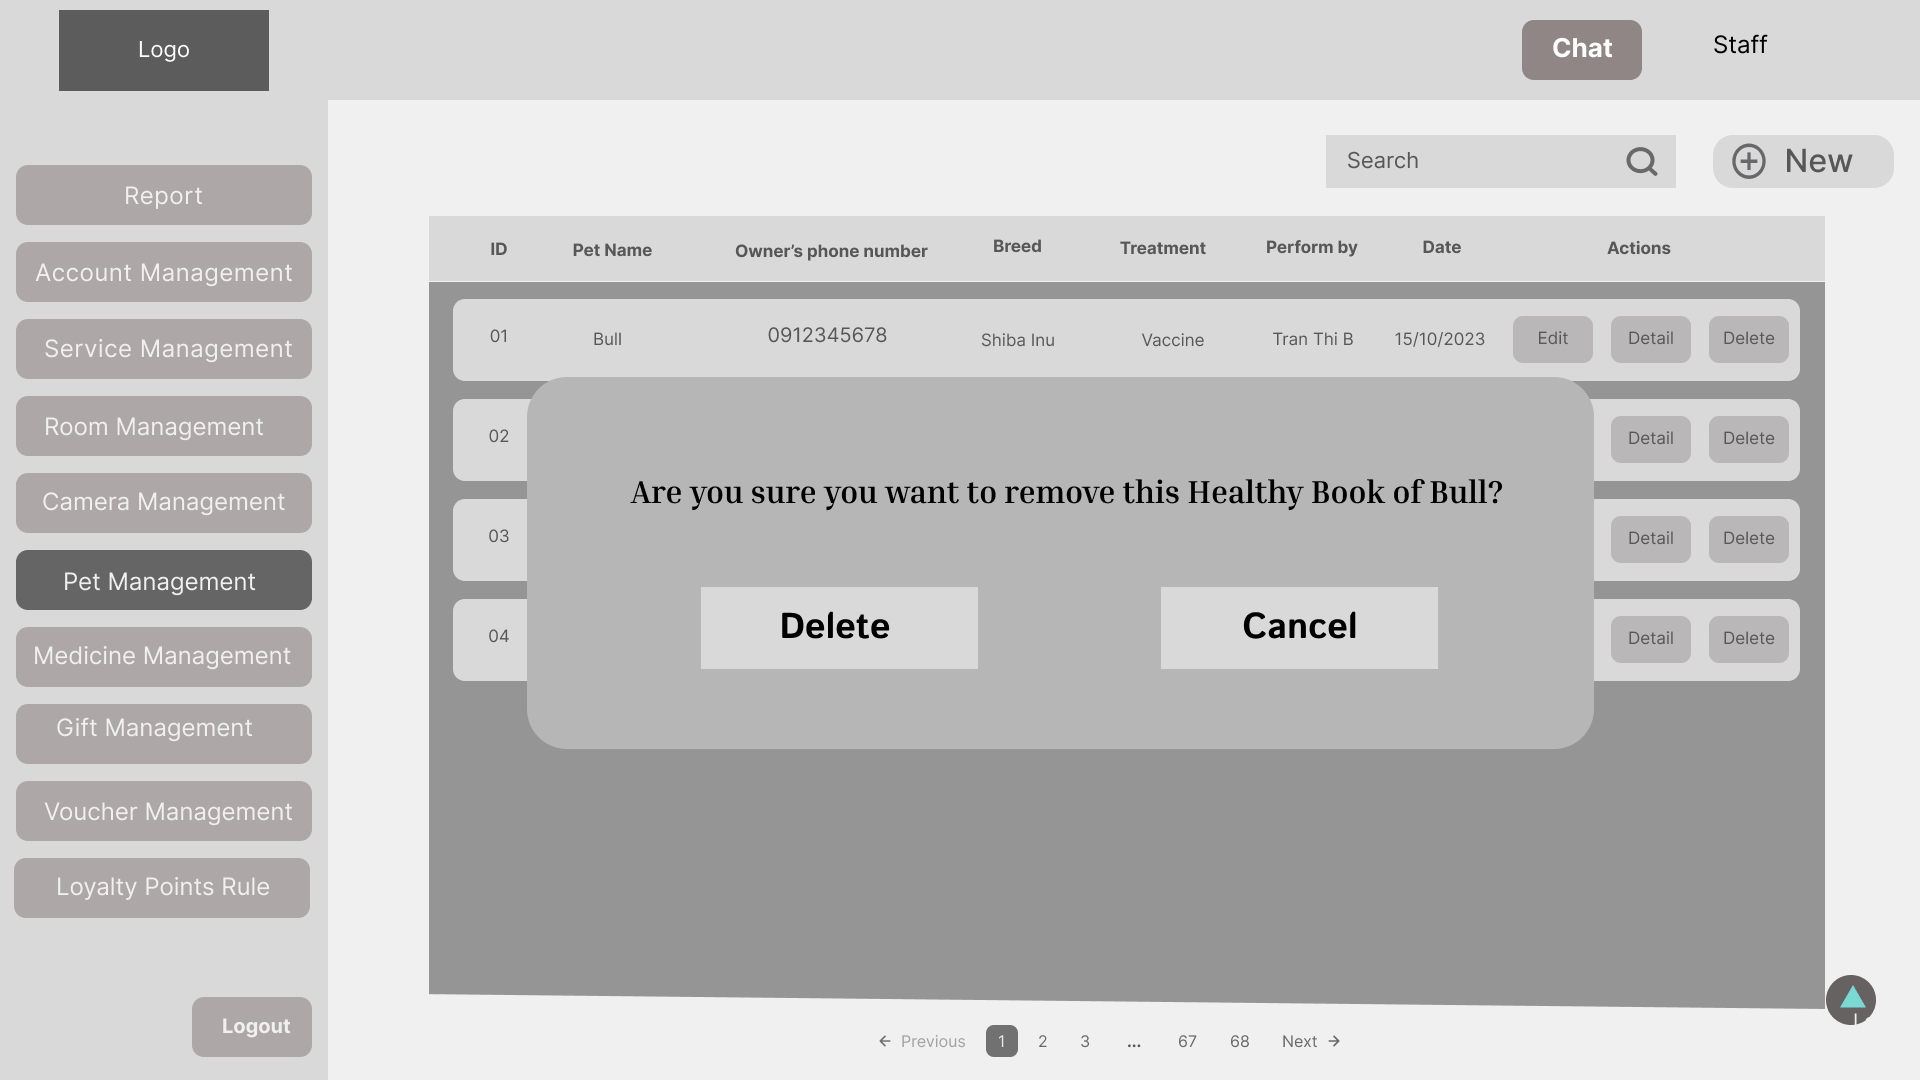 Logo
Chat
Staff
Search
New
Report
Account Management
Service Management
Room Management
Camera Management
Pet Management
Medicine Management
Gift Management
Voucher Management
Loyalty Points Rule
Logout
ID Pet Name Owner’s phone number Breed Treatment Perform by Date Actions
01 Bull 0912345678 Shiba Inu Vaccine Tran Thi B 15/10/2023 Edit Detail Delete
02 Detail Delete
03 Detail Delete
04 Detail Delete
Are you sure you want to remove this Healthy Book of Bull?
Delete Cancel
← Previous 1 2 3 ... 67 68 Next →